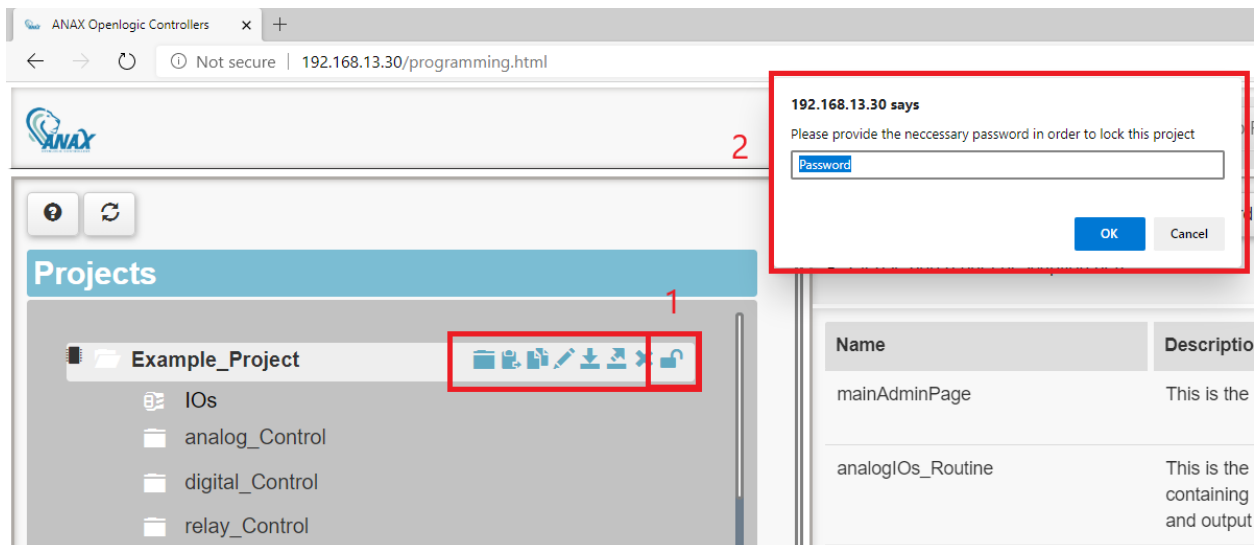 ANAX Openlogic Controllers
Not secure | 192.168.13.30/programming.html
192.168.13.30 says
Please provide the neccessary password in order to lock this project
Password
OK Cancel
ANAX
2
Projects
1
Example_Project
IOs
analog_Control
digital_Control
relay_Control
Name Descriptio
mainAdminPage This is the
analogIOs_Routine This is the
containing
and output